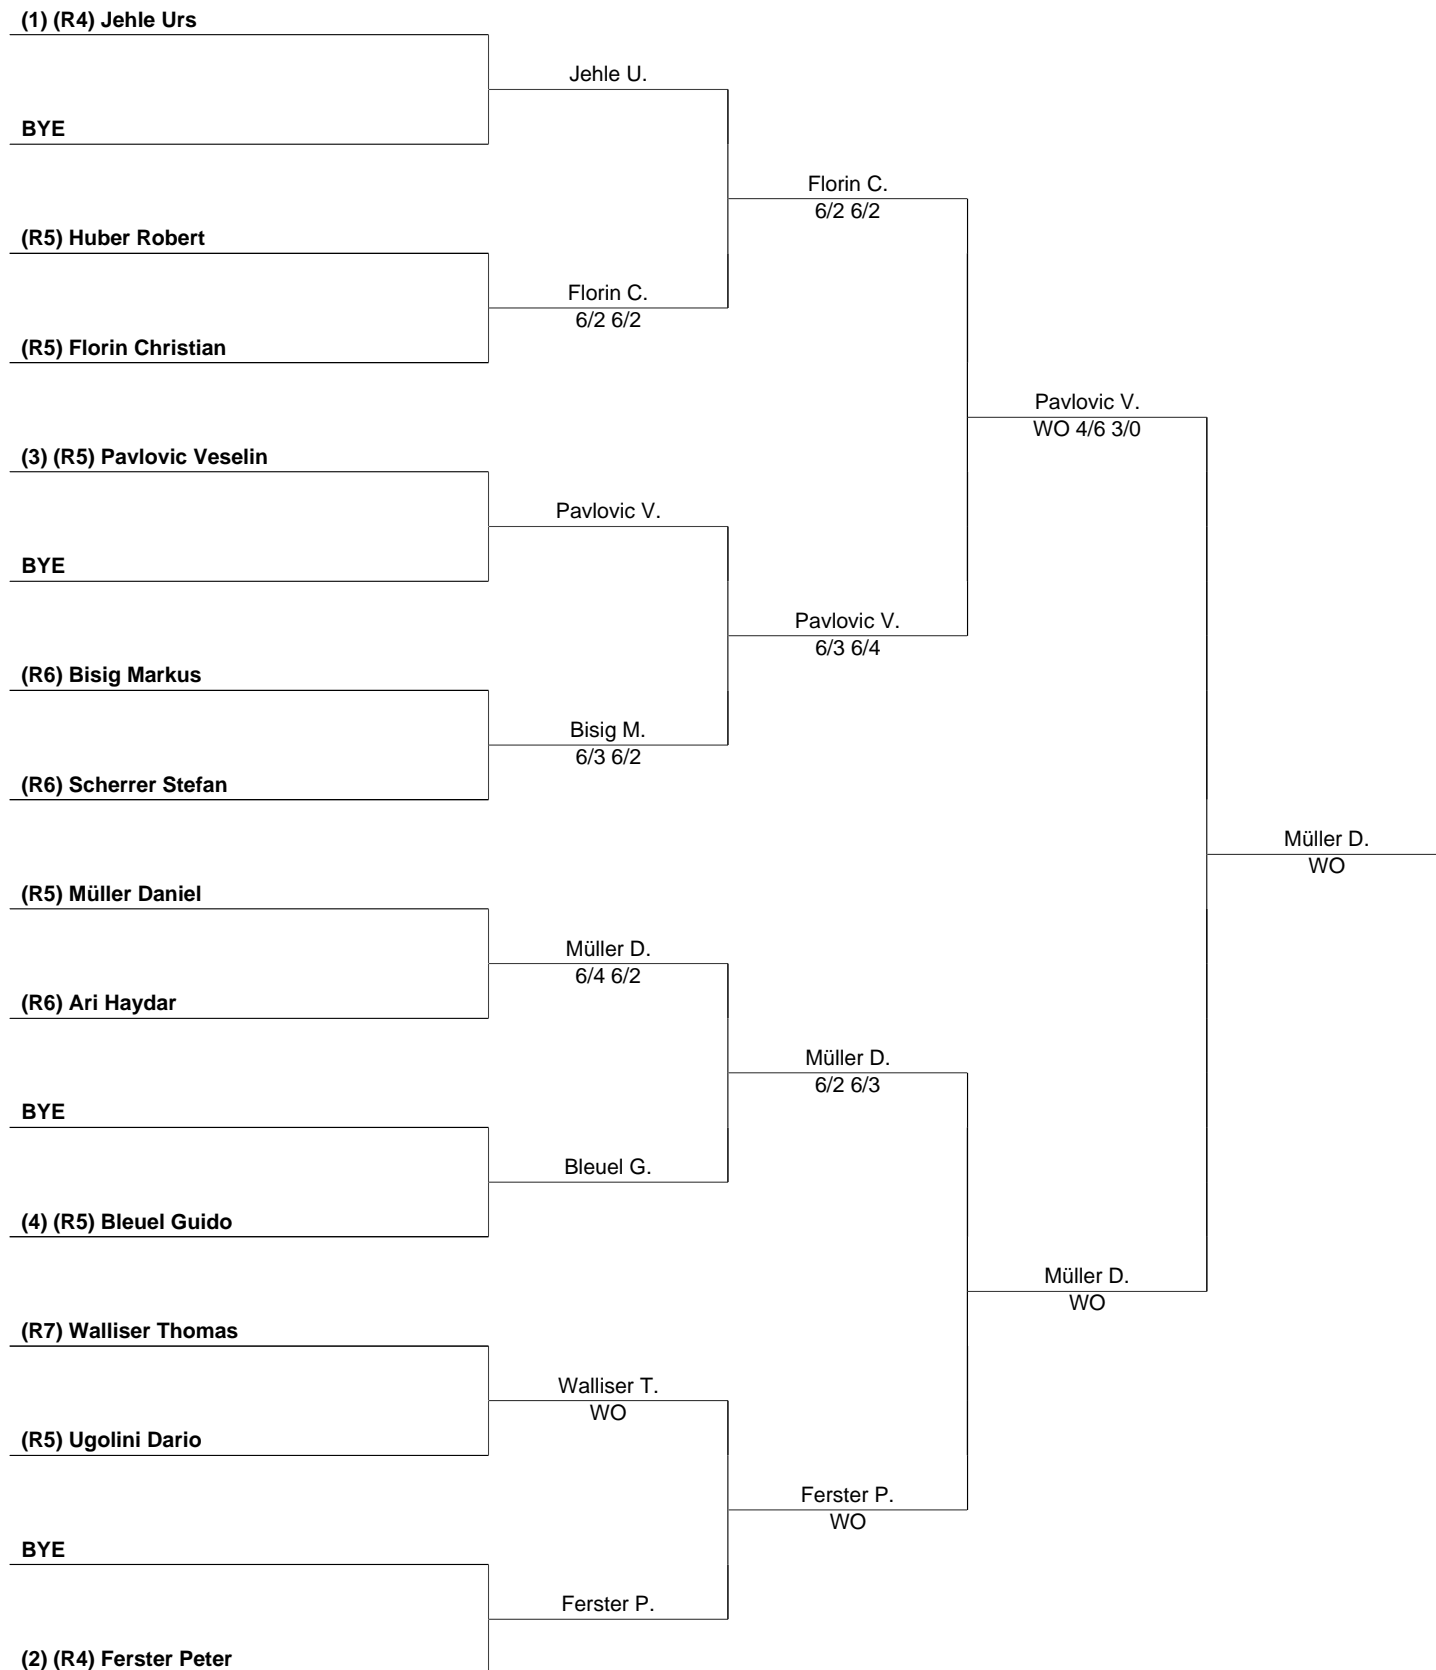 (1) (R4) Jehle Urs
Jehle U.
BYE
Florin C.
6/2 6/2
(R5) Huber Robert
Florin C.
6/2 6/2
(R5) Florin Christian
Pavlovic V.
WO 4/6 3/0
(3) (R5) Pavlovic Veselin
Pavlovic V.
BYE
Pavlovic V.
6/3 6/4
(R6) Bisig Markus
Bisig M.
6/3 6/2
(R6) Scherrer Stefan
Müller D.
WO
(R5) Müller Daniel
Müller D.
6/4 6/2
(R6) Ari Haydar
Müller D.
6/2 6/3
BYE
Bleuel G.
(4) (R5) Bleuel Guido
Müller D.
WO
(R7) Walliser Thomas
Walliser T.
WO
(R5) Ugolini Dario
Ferster P.
WO
BYE
Ferster P.
(2) (R4) Ferster Peter